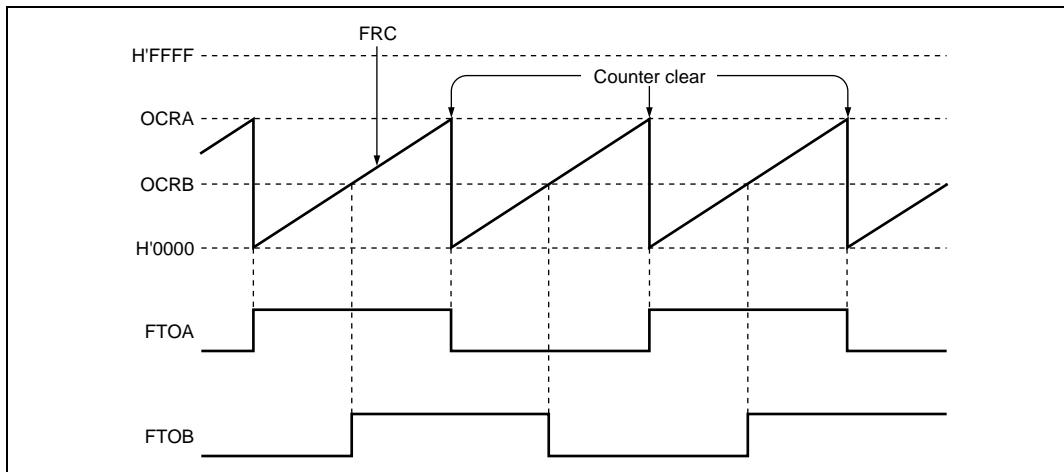 FRC
H'FFFF
Counter clear
OCRA
OCRB
H'0000
FTOA
FTOB